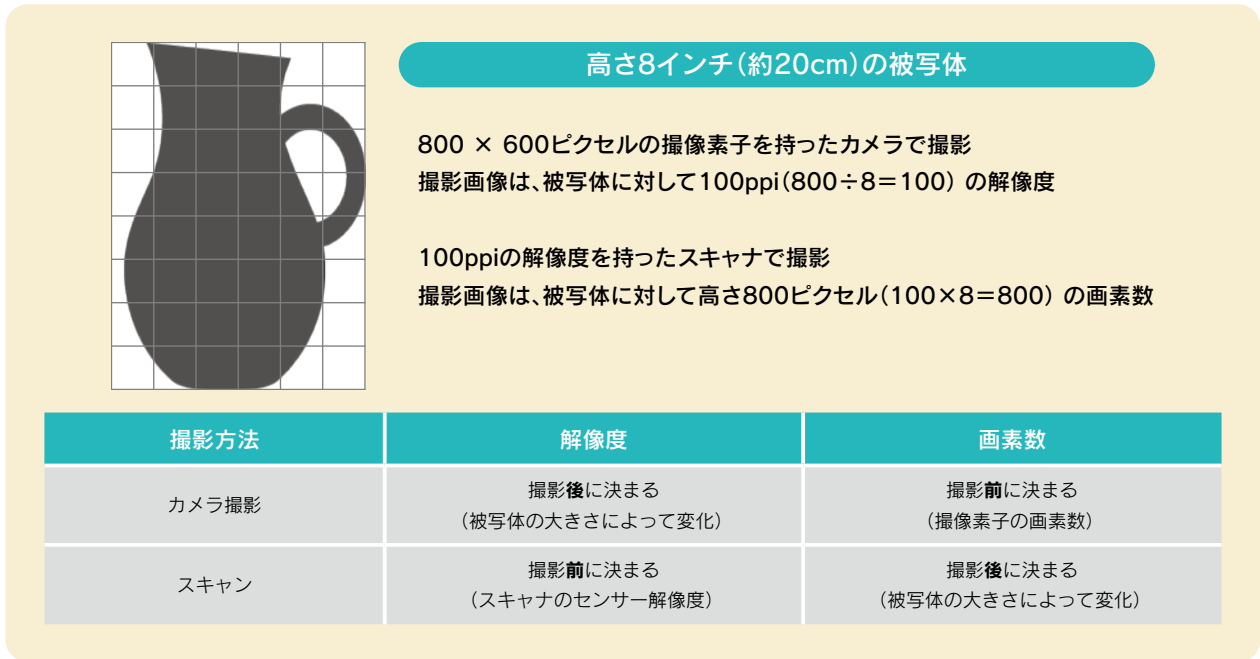 高さ8インチ（約20cm）の被写体
800 × 600ピクセルの撮像素子を持ったカメラで撮影
撮影画像は、被写体に対して100ppi（800÷8＝100）の解像度
100ppiの解像度を持ったスキャナで撮影
撮影画像は、被写体に対して高さ800ピクセル（100×8＝800）の画素数
撮影方法 解像度 画素数
カメラ撮影
撮影後に決まる
（被写体の大きさによって変化）
撮影前に決まる
（撮像素子の画素数）
スキャン
撮影前に決まる
（スキャナのセンサー解像度）
撮影後に決まる
（被写体の大きさによって変化）